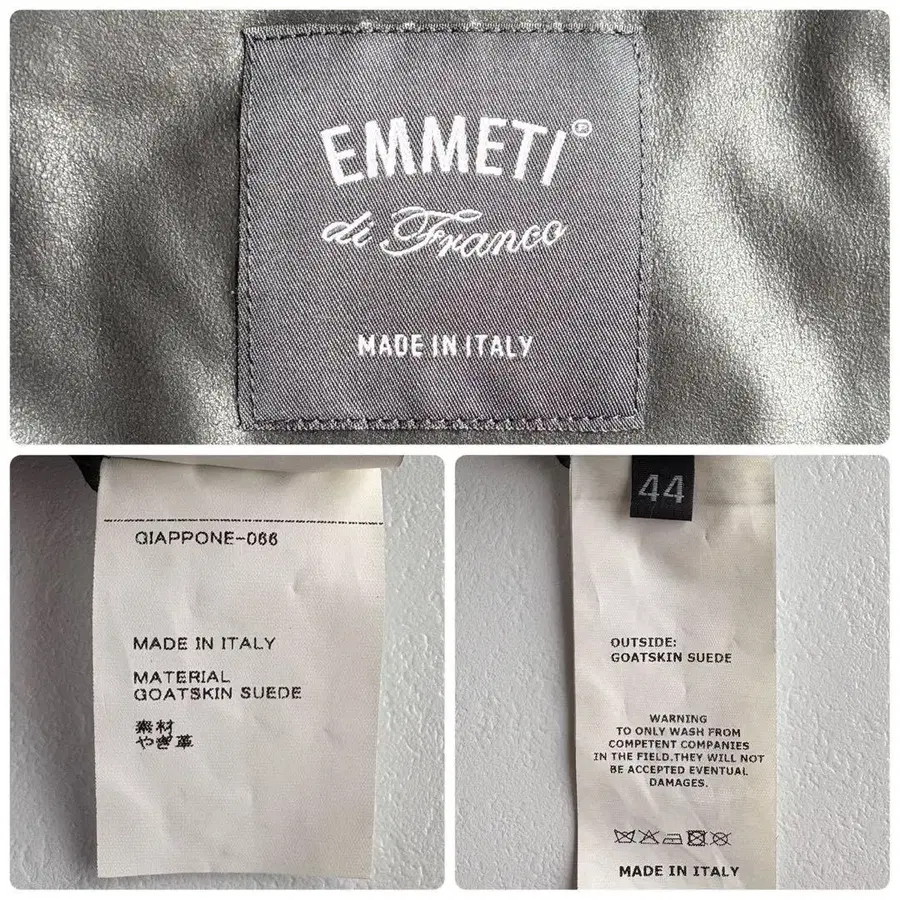 EMMETI®
di Franco
MADE IN ITALY
GIAPPONE-066
MADE IN ITALY
MATERIAL
GOATSKIN SUEDE
素材
やぎ革
44
OUTSIDE:
GOATSKIN SUEDE
WARNING
TO ONLY WASH FROM
COMPETENT COMPANIES
IN THE FIELD.THEY WILL NOT
BE ACCEPTED EVENTUAL
DAMAGES.
MADE IN ITALY